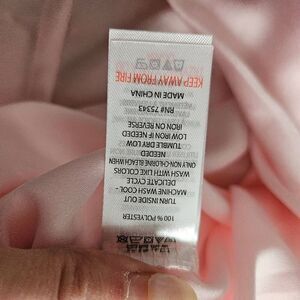 100% POLYESTER
TURN INSIDE OUT
MACHINE WASH COOL -
DELICATE CYCLE
WASH WITH LIKE COLORS
ONLY NON-CHLORINE BLEACH WHEN
NEEDED
TUMBLE DRY LOW
LOW IRON IF NEEDED
IRON ON REVERSE
RN# 75343
MADE IN CHINA
KEEP AWAY FROM FIRE